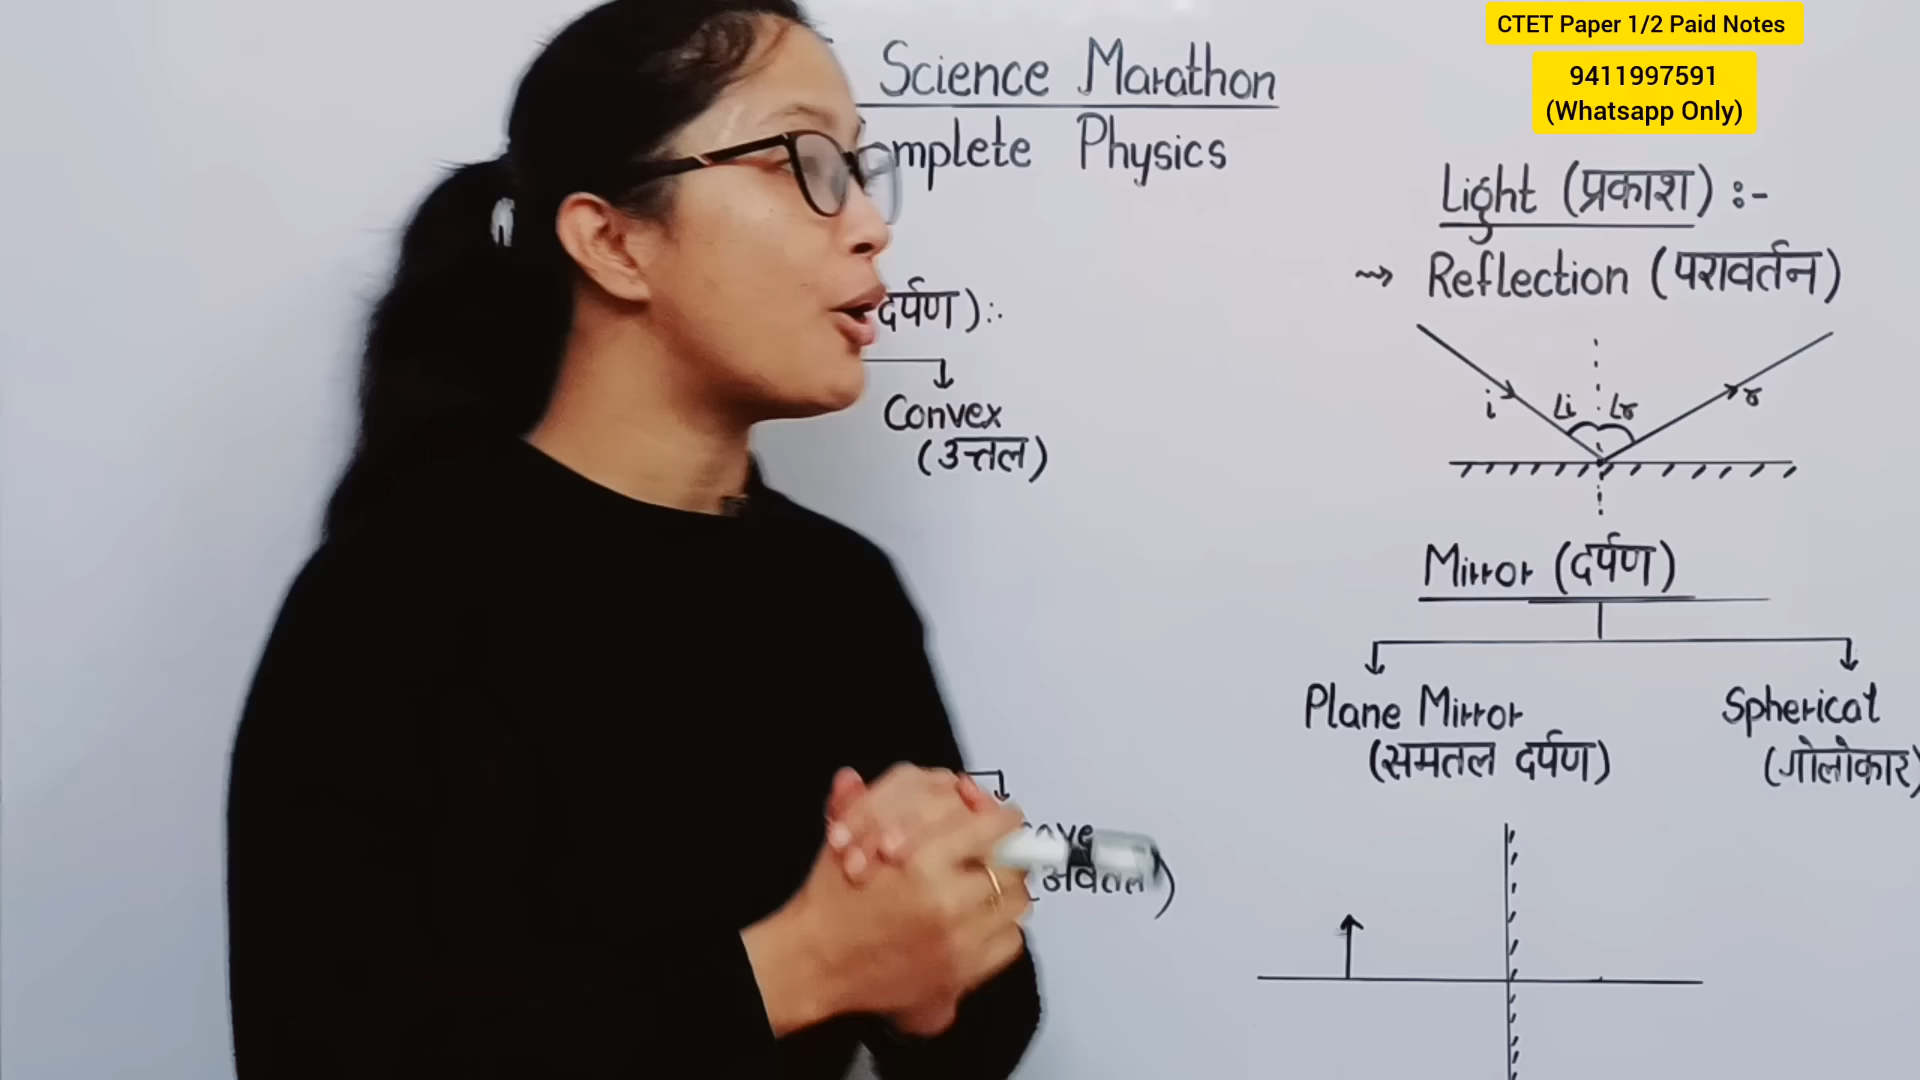 Science Marathon
mplete Physics
दर्पण) :-
Convex
(उत्तल)
(अवतल)
CTET Paper 1/2 Paid Notes
9411997591
(Whatsapp Only)
Light (प्रकाश) :-
⇝ Reflection (परावर्तन)
i ∠i ∠r r
Mirror (दर्पण)
Plane Mirror
(समतल दर्पण)
Spherical
(गोलोकार)